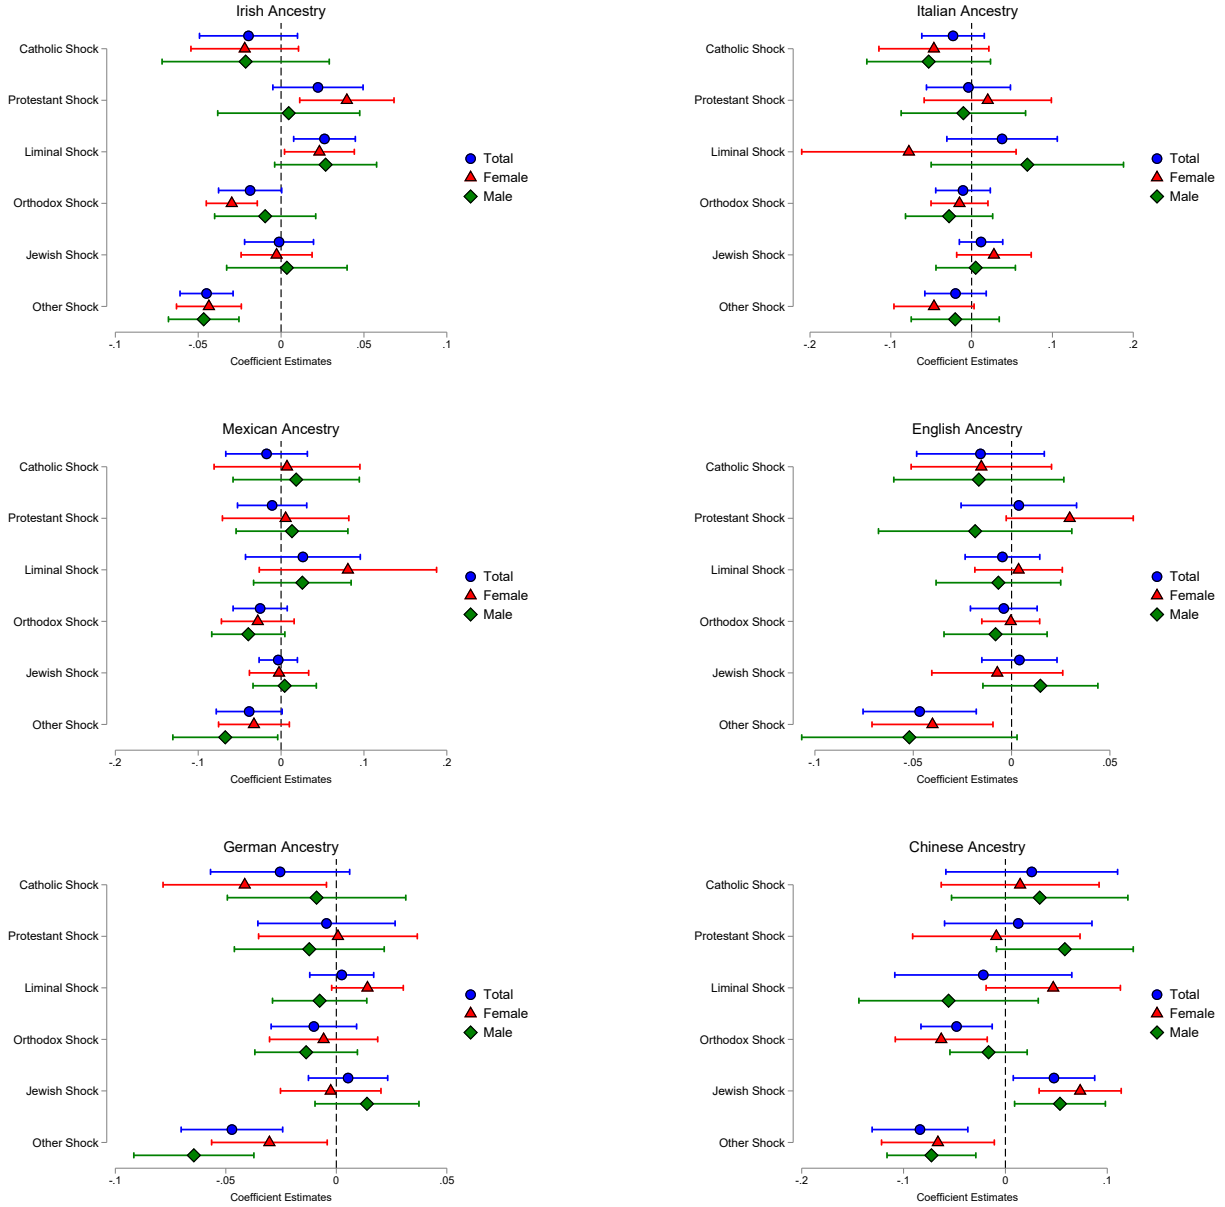 Irish Ancestry
Catholic Shock
Protestant Shock
Liminal Shock
Orthodox Shock
Jewish Shock
Other Shock
-.1 -.05 0 .05 .1
Coefficient Estimates
Total
Female
Male
Italian Ancestry
Catholic Shock
Protestant Shock
Liminal Shock
Orthodox Shock
Jewish Shock
Other Shock
-.2 -.1 0 .1 .2
Coefficient Estimates
Total
Female
Male
Mexican Ancestry
Catholic Shock
Protestant Shock
Liminal Shock
Orthodox Shock
Jewish Shock
Other Shock
-.2 -.1 0 .1 .2
Coefficient Estimates
Total
Female
Male
English Ancestry
Catholic Shock
Protestant Shock
Liminal Shock
Orthodox Shock
Jewish Shock
Other Shock
-.1 -.05 0 .05
Coefficient Estimates
Total
Female
Male
German Ancestry
Catholic Shock
Protestant Shock
Liminal Shock
Orthodox Shock
Jewish Shock
Other Shock
-.1 -.05 0 .05
Coefficient Estimates
Total
Female
Male
Chinese Ancestry
Catholic Shock
Protestant Shock
Liminal Shock
Orthodox Shock
Jewish Shock
Other Shock
-.2 -.1 0 .1
Coefficient Estimates
Total
Female
Male